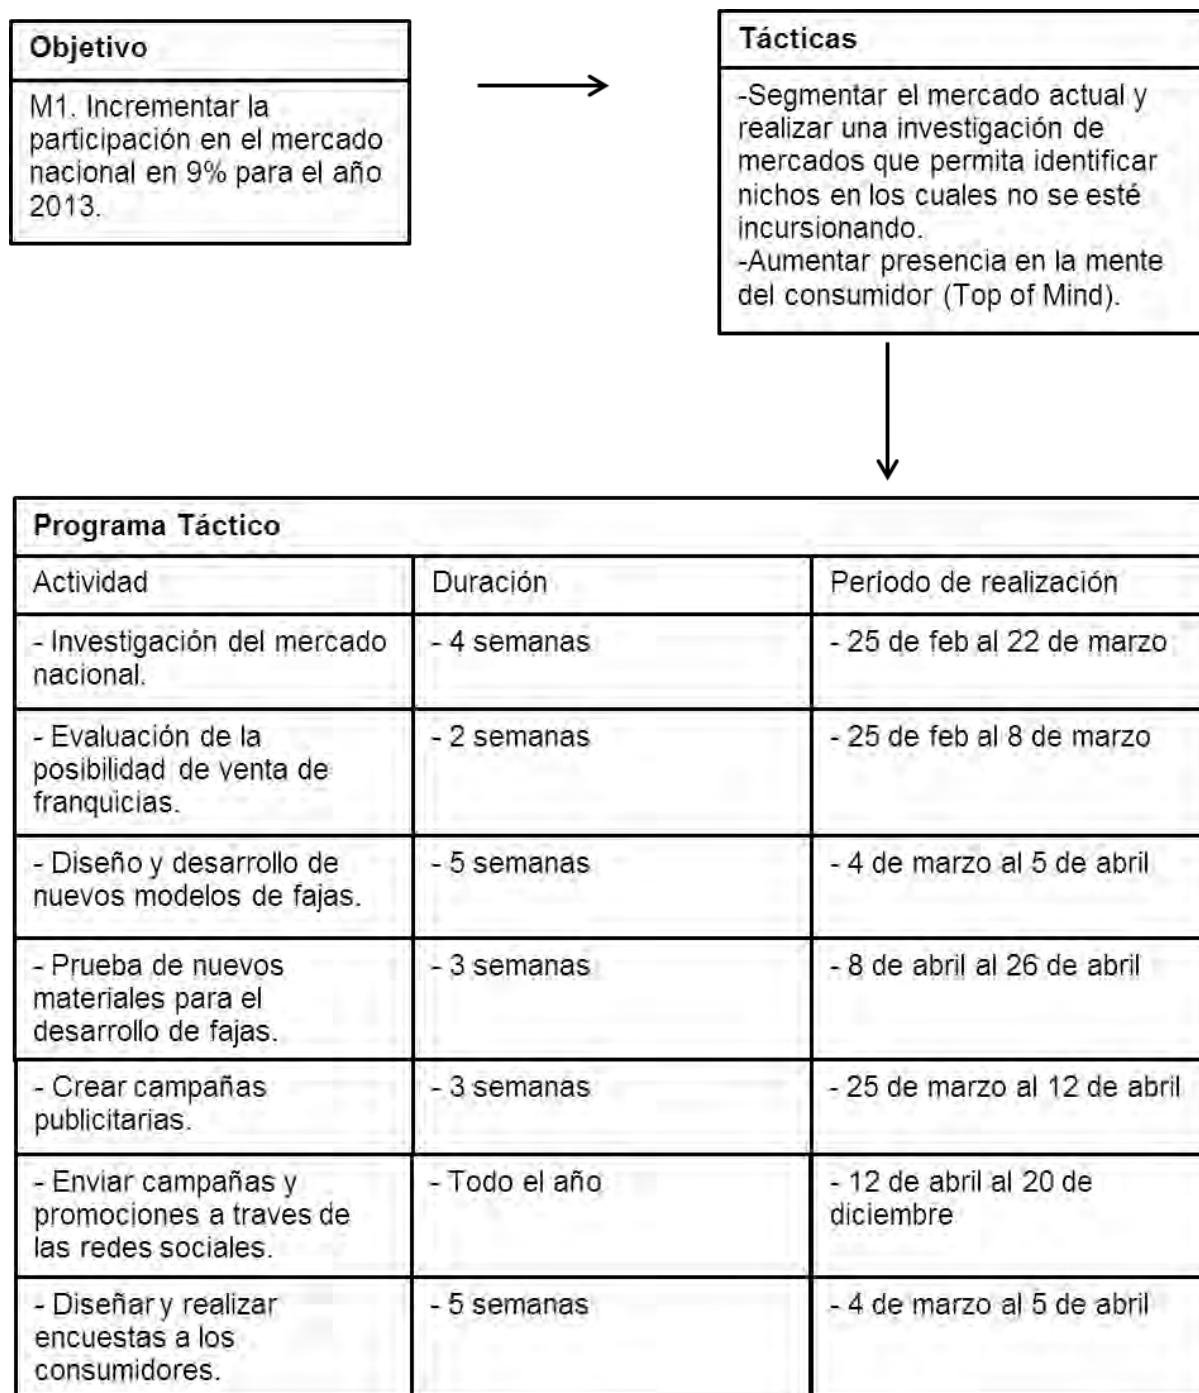 Objetivo
M1. Incrementar la
participación en el mercado
nacional en 9% para el año
2013.
Tácticas
-Segmentar el mercado actual y
realizar una investigación de
mercados que permita identificar
nichos en los cuales no se esté
incursionando.
-Aumentar presencia en la mente
del consumidor (Top of Mind).
Programa Táctico
Actividad
Duración
Período de realización
- Investigación del mercado
nacional.
- 4 semanas
- 25 de feb al 22 de marzo
- Evaluación de la
posibilidad de venta de
franquicias.
- 2 semanas
- 25 de feb al 8 de marzo
- Diseño y desarrollo de
nuevos modelos de fajas.
- 5 semanas
- 4 de marzo al 5 de abril
- Prueba de nuevos
materiales para el
desarrollo de fajas.
- 3 semanas
- 8 de abril al 26 de abril
- Crear campañas
publicitarias.
- 3 semanas
- 25 de marzo al 12 de abril
- Enviar campañas y
promociones a traves de
las redes sociales.
- Todo el año
- 12 de abril al 20 de
diciembre
- Diseñar y realizar
encuestas a los
consumidores.
- 5 semanas
- 4 de marzo al 5 de abril